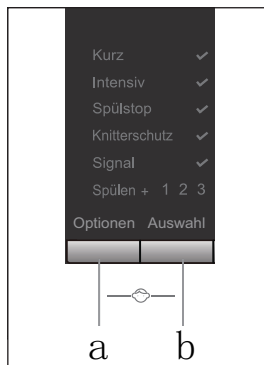 Kurz ✓
Intensiv ✓
Spülstop ✓
Knitterschutz ✓
Signal ✓
Spülen + 1 2 3
Optionen Auswahl
a b